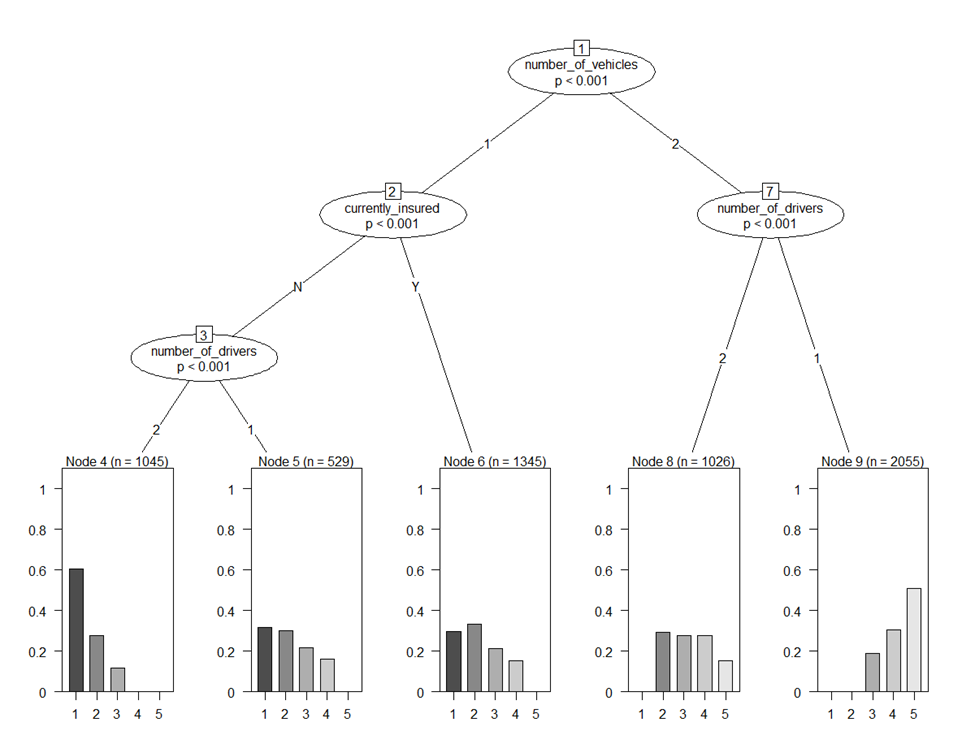 1
number_of_vehicles
p < 0.001
1
2
2
currently_insured
p < 0.001
7
number_of_drivers
p < 0.001
N
Y
3
number_of_drivers
p < 0.001
2
1
2
1
Node 4 (n = 1045)
1
0.8
0.6
0.4
0.2
0
1 2 3 4 5
Node 5 (n = 529)
1
0.8
0.6
0.4
0.2
0
1 2 3 4 5
Node 6 (n = 1345)
1
0.8
0.6
0.4
0.2
0
1 2 3 4 5
Node 8 (n = 1026)
1
0.8
0.6
0.4
0.2
0
1 2 3 4 5
Node 9 (n = 2055)
1
0.8
0.6
0.4
0.2
0
1 2 3 4 5